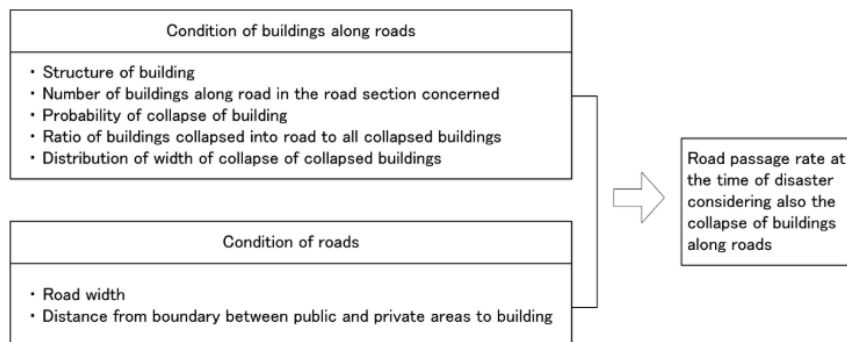 Condition of buildings along roads
・Structure of building
・Number of buildings along road in the road section concerned
・Probability of collapse of building
・Ratio of buildings collapsed into road to all collapsed buildings
・Distribution of width of collapse of collapsed buildings
Condition of roads
・Road width
・Distance from boundary between public and private areas to building
Road passage rate at
the time of disaster
considering also the
collapse of buildings
along roads